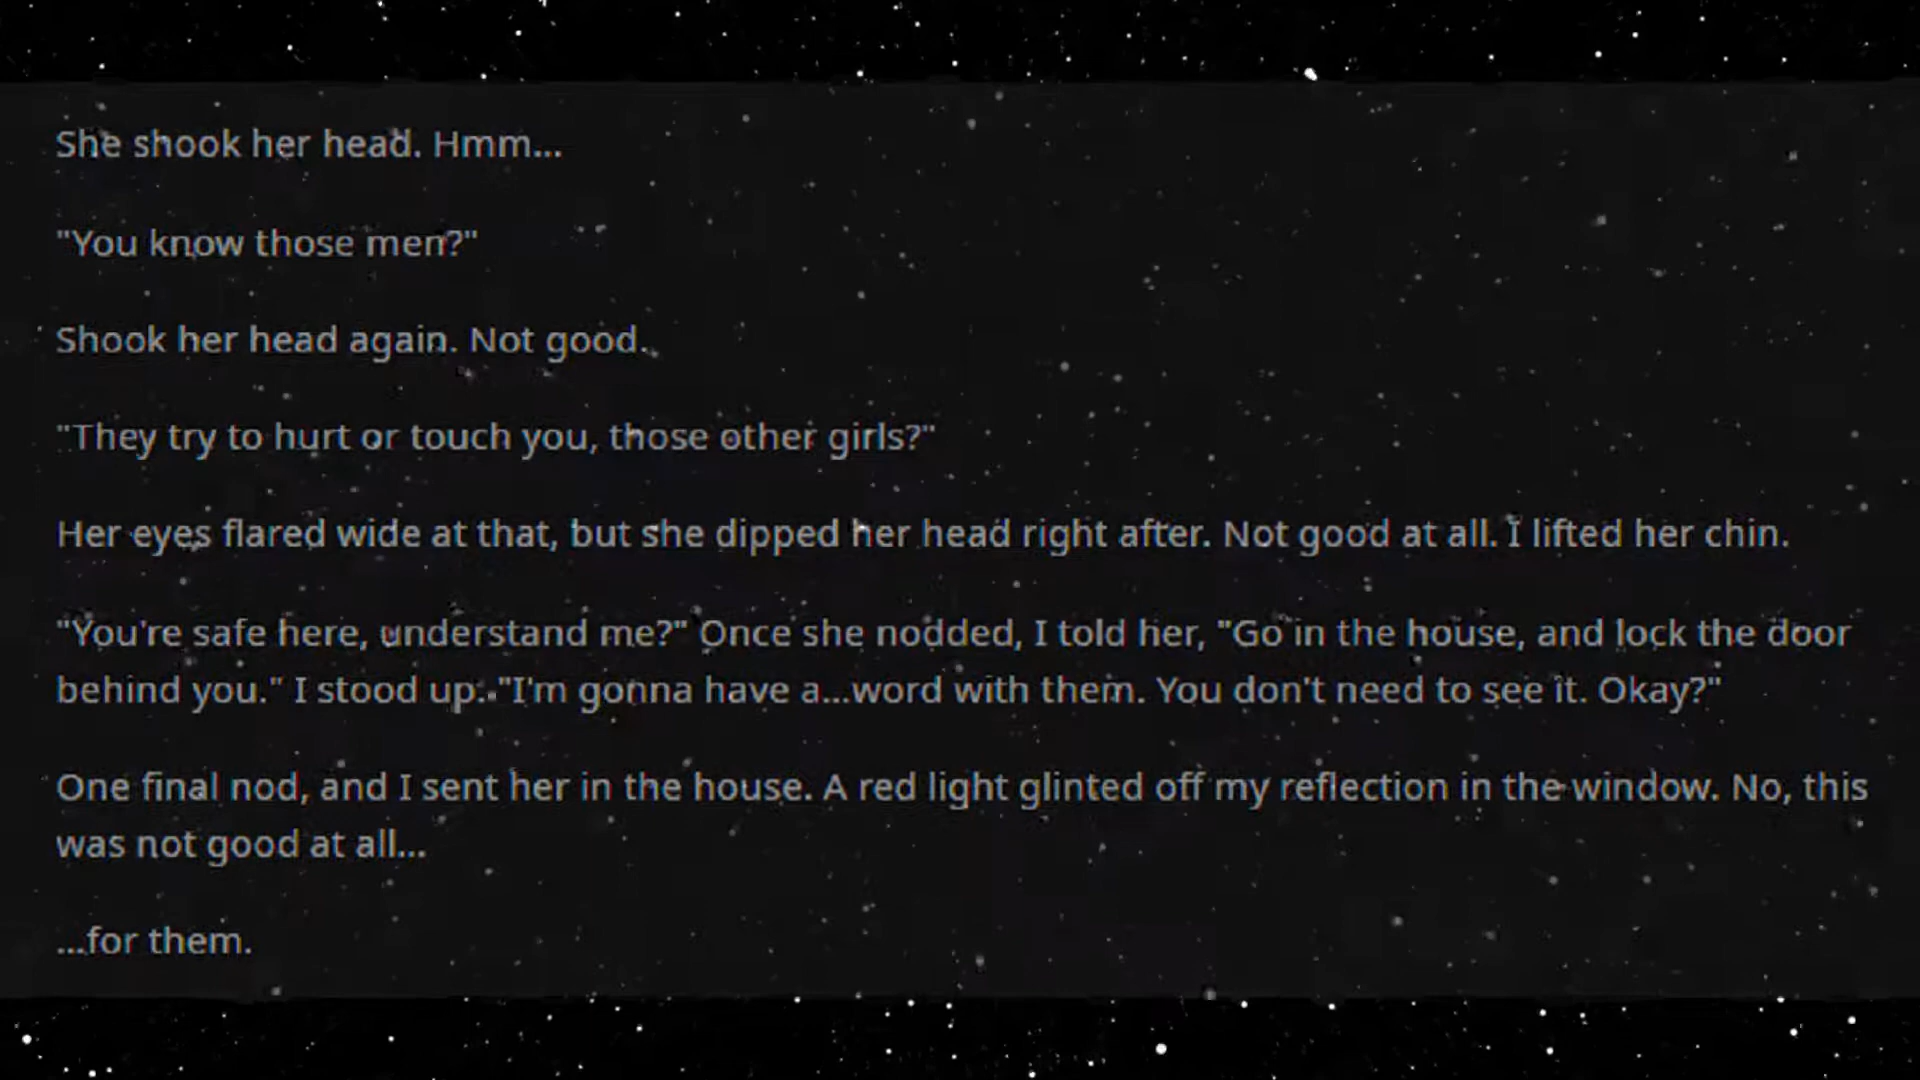 She shook her head. Hmm...
"You know those men?"
Shook her head again. Not good.
"They try to hurt or touch you, those other girls?"
Her eyes flared wide at that, but she dipped her head right after. Not good at all. I lifted her chin.
"You're safe here, understand me?" Once she nodded, I told her, "Go in the house, and lock the door
behind you." I stood up. "I'm gonna have a...word with them. You don't need to see it. Okay?"
One final nod, and I sent her in the house. A red light glinted off my reflection in the window. No, this
was not good at all...
...for them.